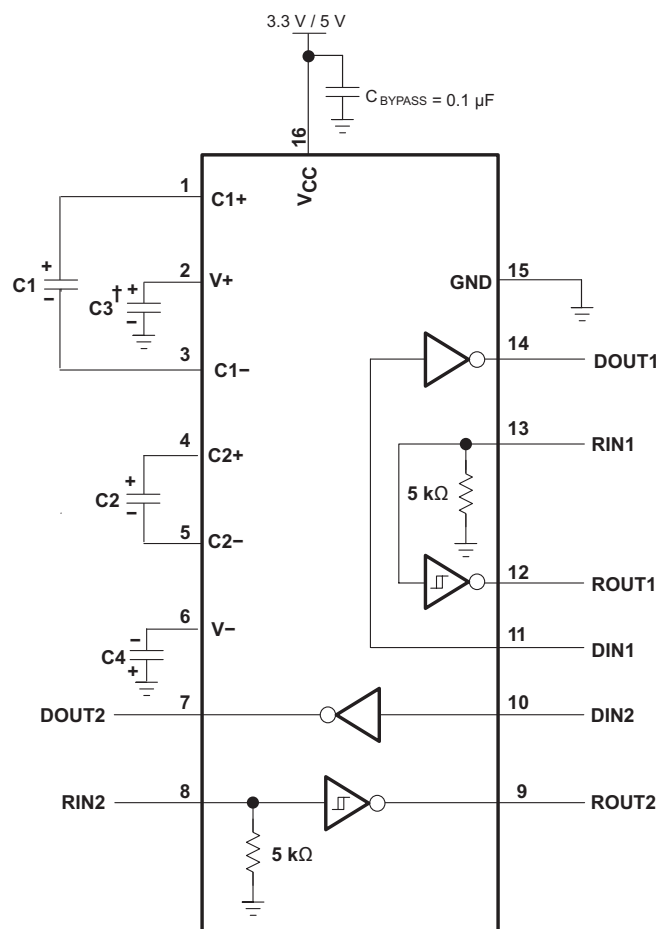 3.3 V / 5 V
CBYPASS = 0.1 µF
16
VCC
1
C1+
+
C1
−
2
V+
C3†
+
−
GND
15
3
C1−
14
DOUT1
4
C2+
13
RIN1
5 kΩ
+
C2
−
5
C2−
12
ROUT1
6
V−
11
DIN1
−
C4
+
DOUT2
7
10
DIN2
RIN2
8
9
ROUT2
5 kΩ